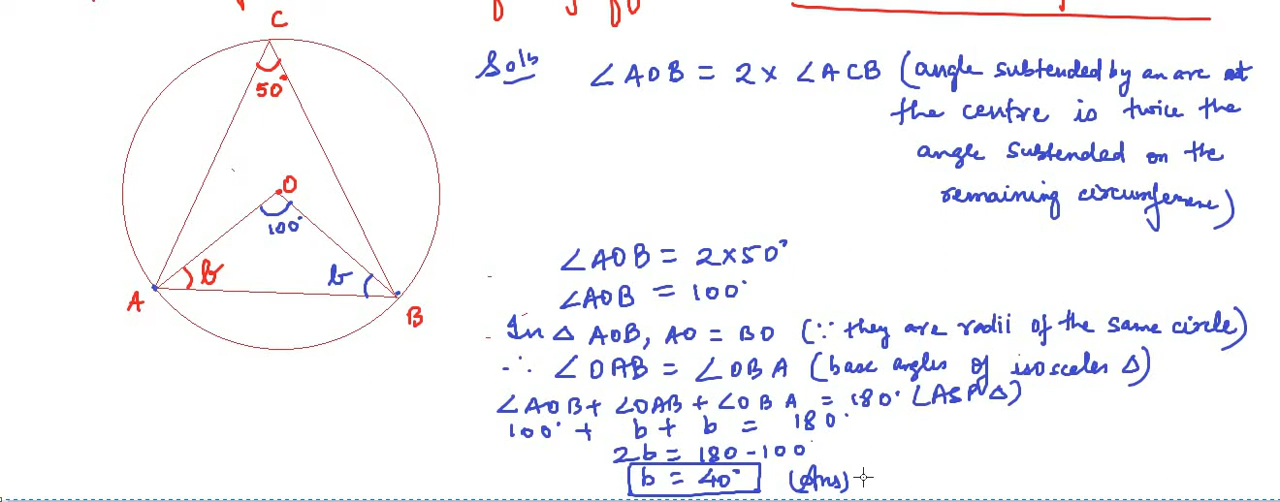 C
50°
O
100°
b
b
A
B
Soln
∠AOB = 2 × ∠ACB (angle subtended by an arc at
the centre is twice the
angle subtended on the
remaining circumference)
∠AOB = 2×50°
∠AOB = 100°
In △ AOB, AO = BO (∵ they are radii of the same circle)
∴ ∠OAB = ∠OBA (base angles of isosceles △)
∠AOB + ∠OAB + ∠OBA = 180° (ASP △)
100° + b + b = 180°
2b = 180 - 100°
b = 40° (Ans)